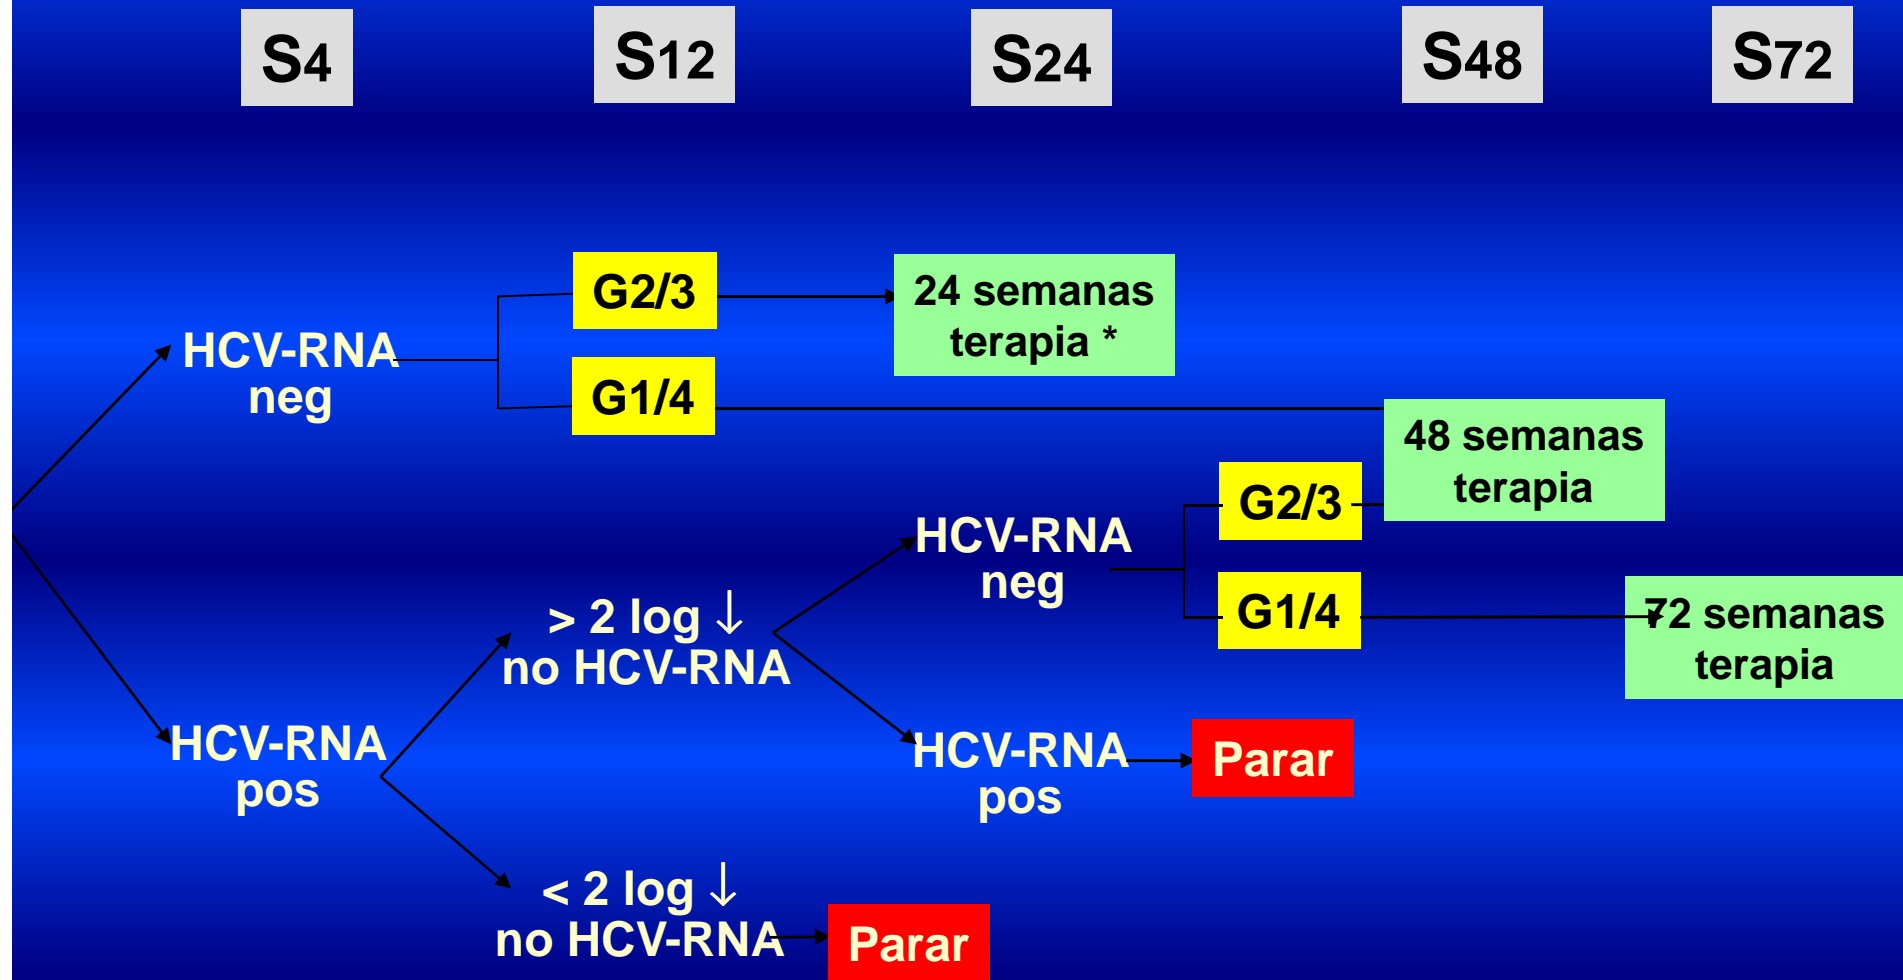 S4
S12
S24
S48
S72
G2/3
24 semanas
terapia *
HCV-RNA
neg
G1/4
48 semanas
terapia
HCV-RNA
neg
G2/3
G1/4
72 semanas
terapia
> 2 log ↓
no HCV-RNA
HCV-RNA
pos
HCV-RNA
pos
Parar
< 2 log ↓
no HCV-RNA
Parar